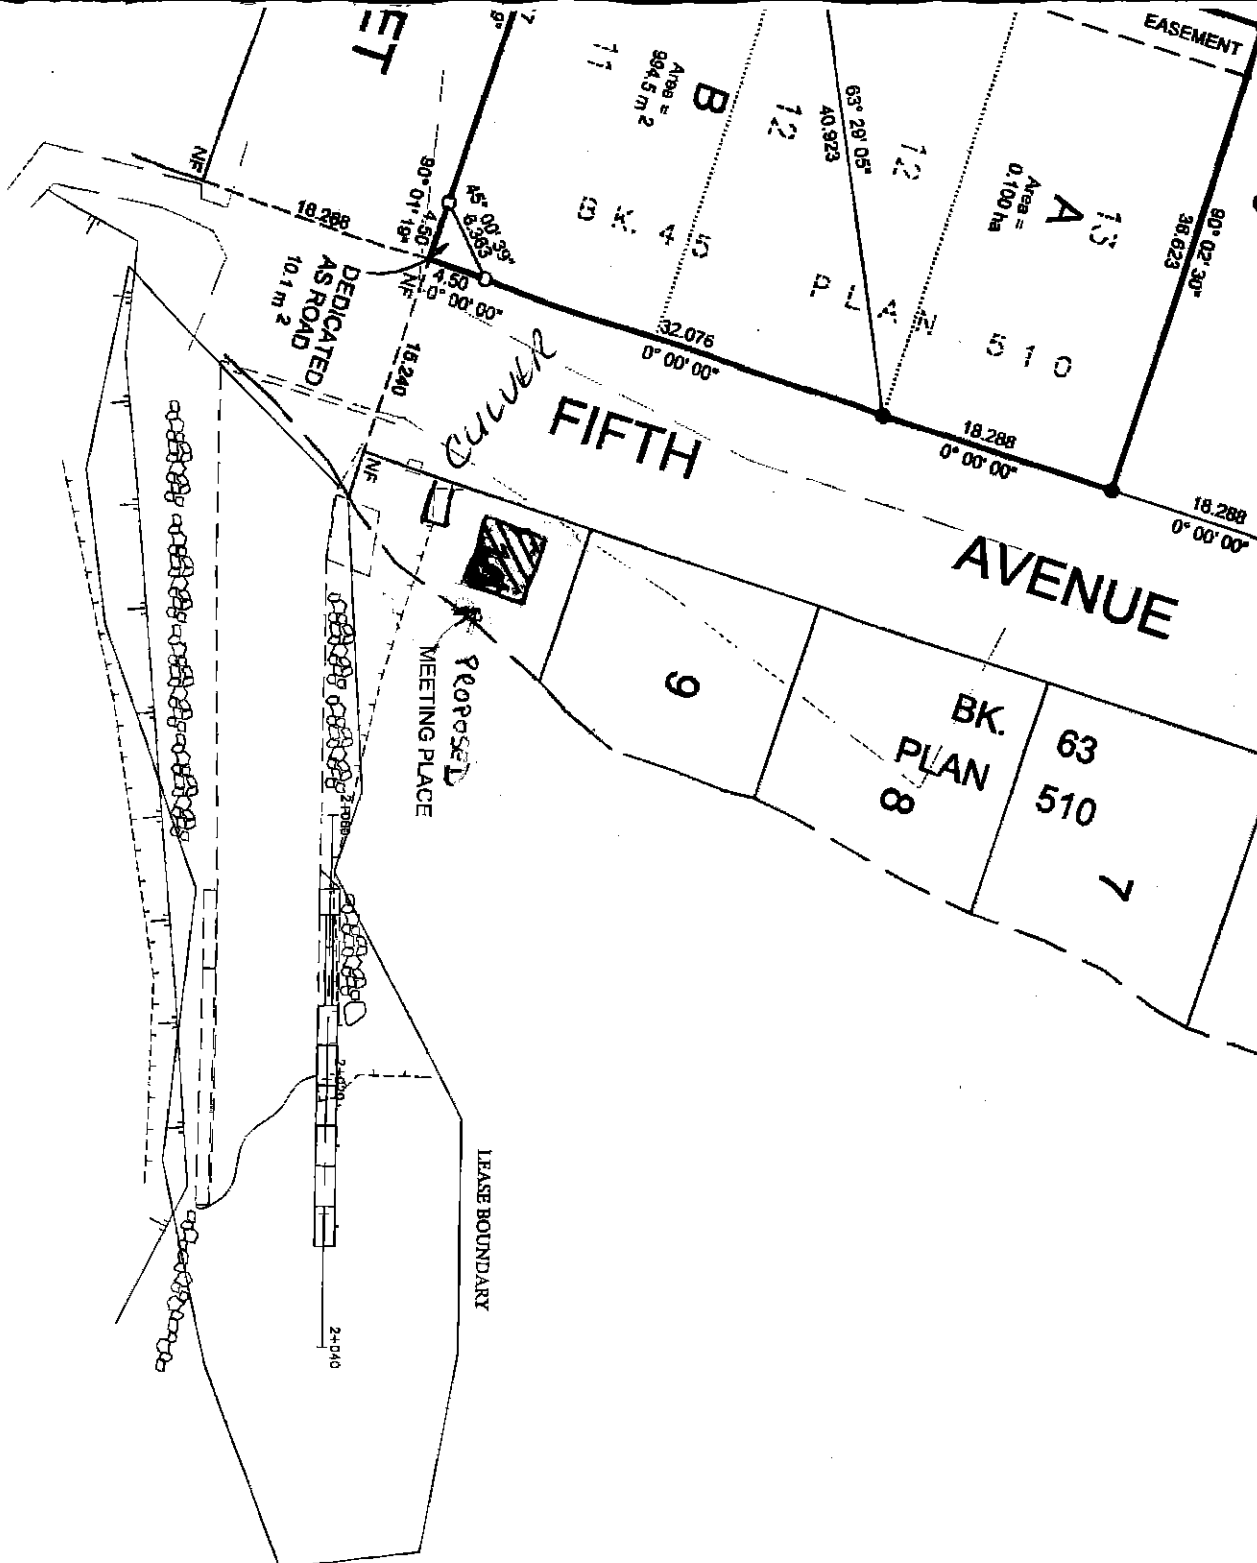 EASEMENT
ET
7
9"
11
Area =
994.5 m 2
B
12
63° 29' 05"
40.923
12
13
A
Area =
0.100 ha
90° 02' 30"
36.623
NF
18.288
90° 01' 19"
4.50
45° 00' 39"
6.363
BK. 45
PLAN 510
4.50
0° 00' 00"
NF
DEDICATED
AS ROAD
10.1 m 2
15.240
32.076
0° 00' 00"
18.288
0° 00' 00"
18.288
0° 00' 00"
NF
FIFTH
AVENUE
PROPOSED
MEETING PLACE
9
BK.
63
PLAN
510
8
7
LEASE BOUNDARY
2+040